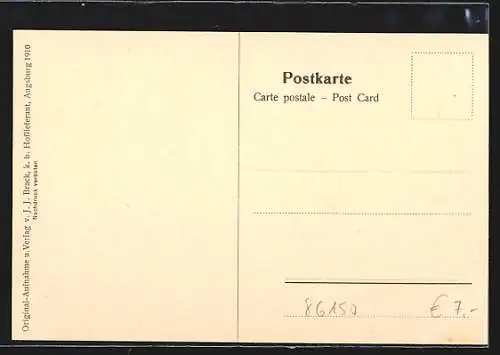 Original-Aufnahme u. Verlag v. J. J. Brack, k. b. Hoflieferant, Augsburg 1910
Nachdruck verboten
Postkarte
Carte postale – Post Card
86150
€ 7,-